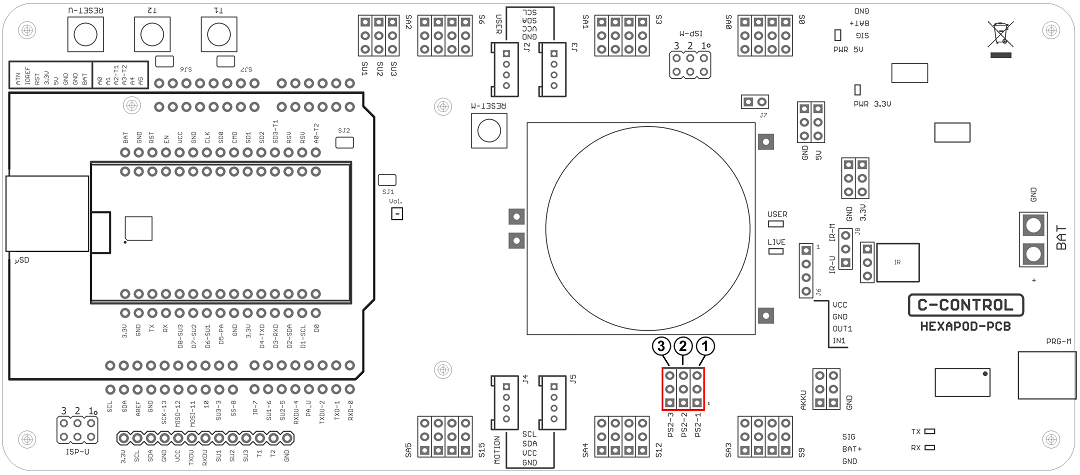 RESET-U
T2
T1
SJ6
SJ7
ATN
IOREF
RST
3.3V
5V
GND
GND
BAT
A0
A1
A2-T1
A3-T2
A4
A5
SA2
SU1
SU2
SU3
S6
USER
SCL
SDA
VCC
GND
J2
J3
SA1
S3
ISP-M
3 2 1
SA0
S0
GND
BAT+
SIG
PWR 5V
PWR 3.3V
RESET-M
J7
GND
5V
GND
3.3V
BAT
GND
RST
EN
VCC
GND
CLK
SD0
CMD
SD1
SD2
SD3-T1
RSV
RSV
A0-T2
SJ2
SJ1
Vol.
µSD
USER
LIVE
1
J6
IR-M
IR-U
J8
IR
GND
BAT
+
VCC
GND
OUT1
IN1
C-CONTROL
HEXAPOD-PCB
3.3V
GND
TX
RX
D8-SU3
D7-SU2
D6-SU1
D5-PA
GND
3.3V
D4-TXD
D3-RXD
D2-SDA
D1-SCL
D0
3
2
1
PS2-3
PS2-2
PS2-1
1
PRG-M
SCL
SDA
AREF
GND
SCK-13
MISO-12
MOSI-11
10
SU3-3
SS-8
IR-7
SU1-6
SU2-5
RXDU-4
PA_U
TXDU-2
TXD-1
RXD-0
J4
J5
AKKU
GND
3 2 1
ISP-U
3.3V
SCL
SDA
GND
VCC
TXDU
RXDU
SU1
SU2
SU3
T1
T2
GND
SA5
S15
MOTION
SCL
SDA
VCC
GND
SA4
S12
SA3
S9
SIG
BAT+
GND
TX
RX